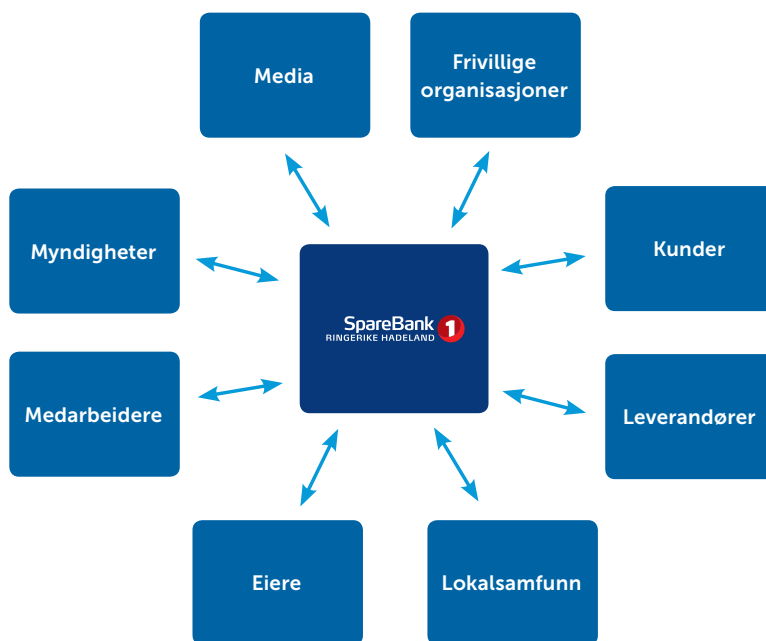 Media
Frivillige
organisasjoner
Myndigheter
Kunder
SpareBank 1
RINGERIKE HADELAND
Medarbeidere
Leverandører
Eiere
Lokalsamfunn